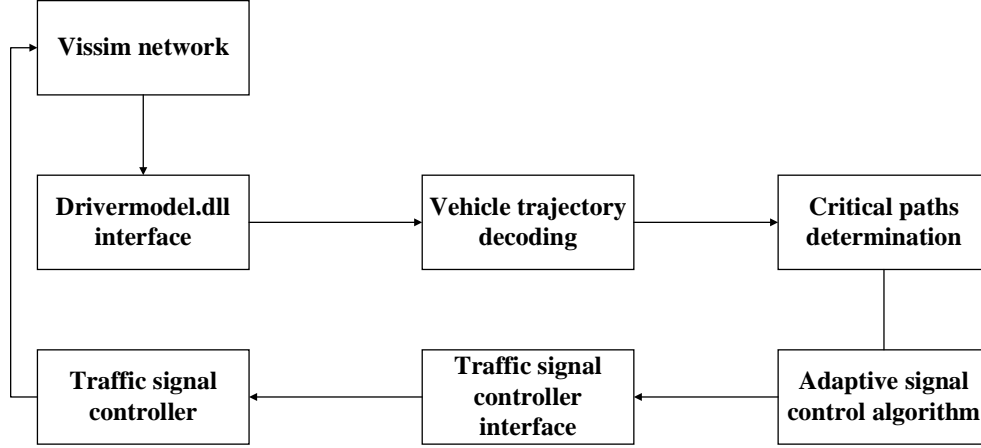 Vissim network
Drivermodel.dll
interface
Vehicle trajectory
decoding
Critical paths
determination
Traffic signal
controller
Traffic signal
controller
interface
Adaptive signal
control algorithm